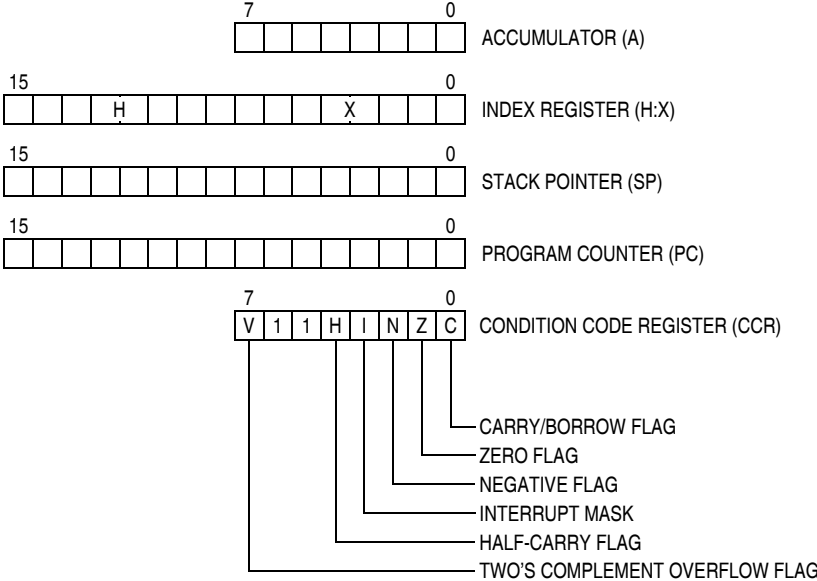 7 0
ACCUMULATOR (A)
15 0
H X INDEX REGISTER (H:X)
15 0
STACK POINTER (SP)
15 0
PROGRAM COUNTER (PC)
7 0
V 1 1 H I N Z C CONDITION CODE REGISTER (CCR)
CARRY/BORROW FLAG
ZERO FLAG
NEGATIVE FLAG
INTERRUPT MASK
HALF-CARRY FLAG
TWO'S COMPLEMENT OVERFLOW FLAG